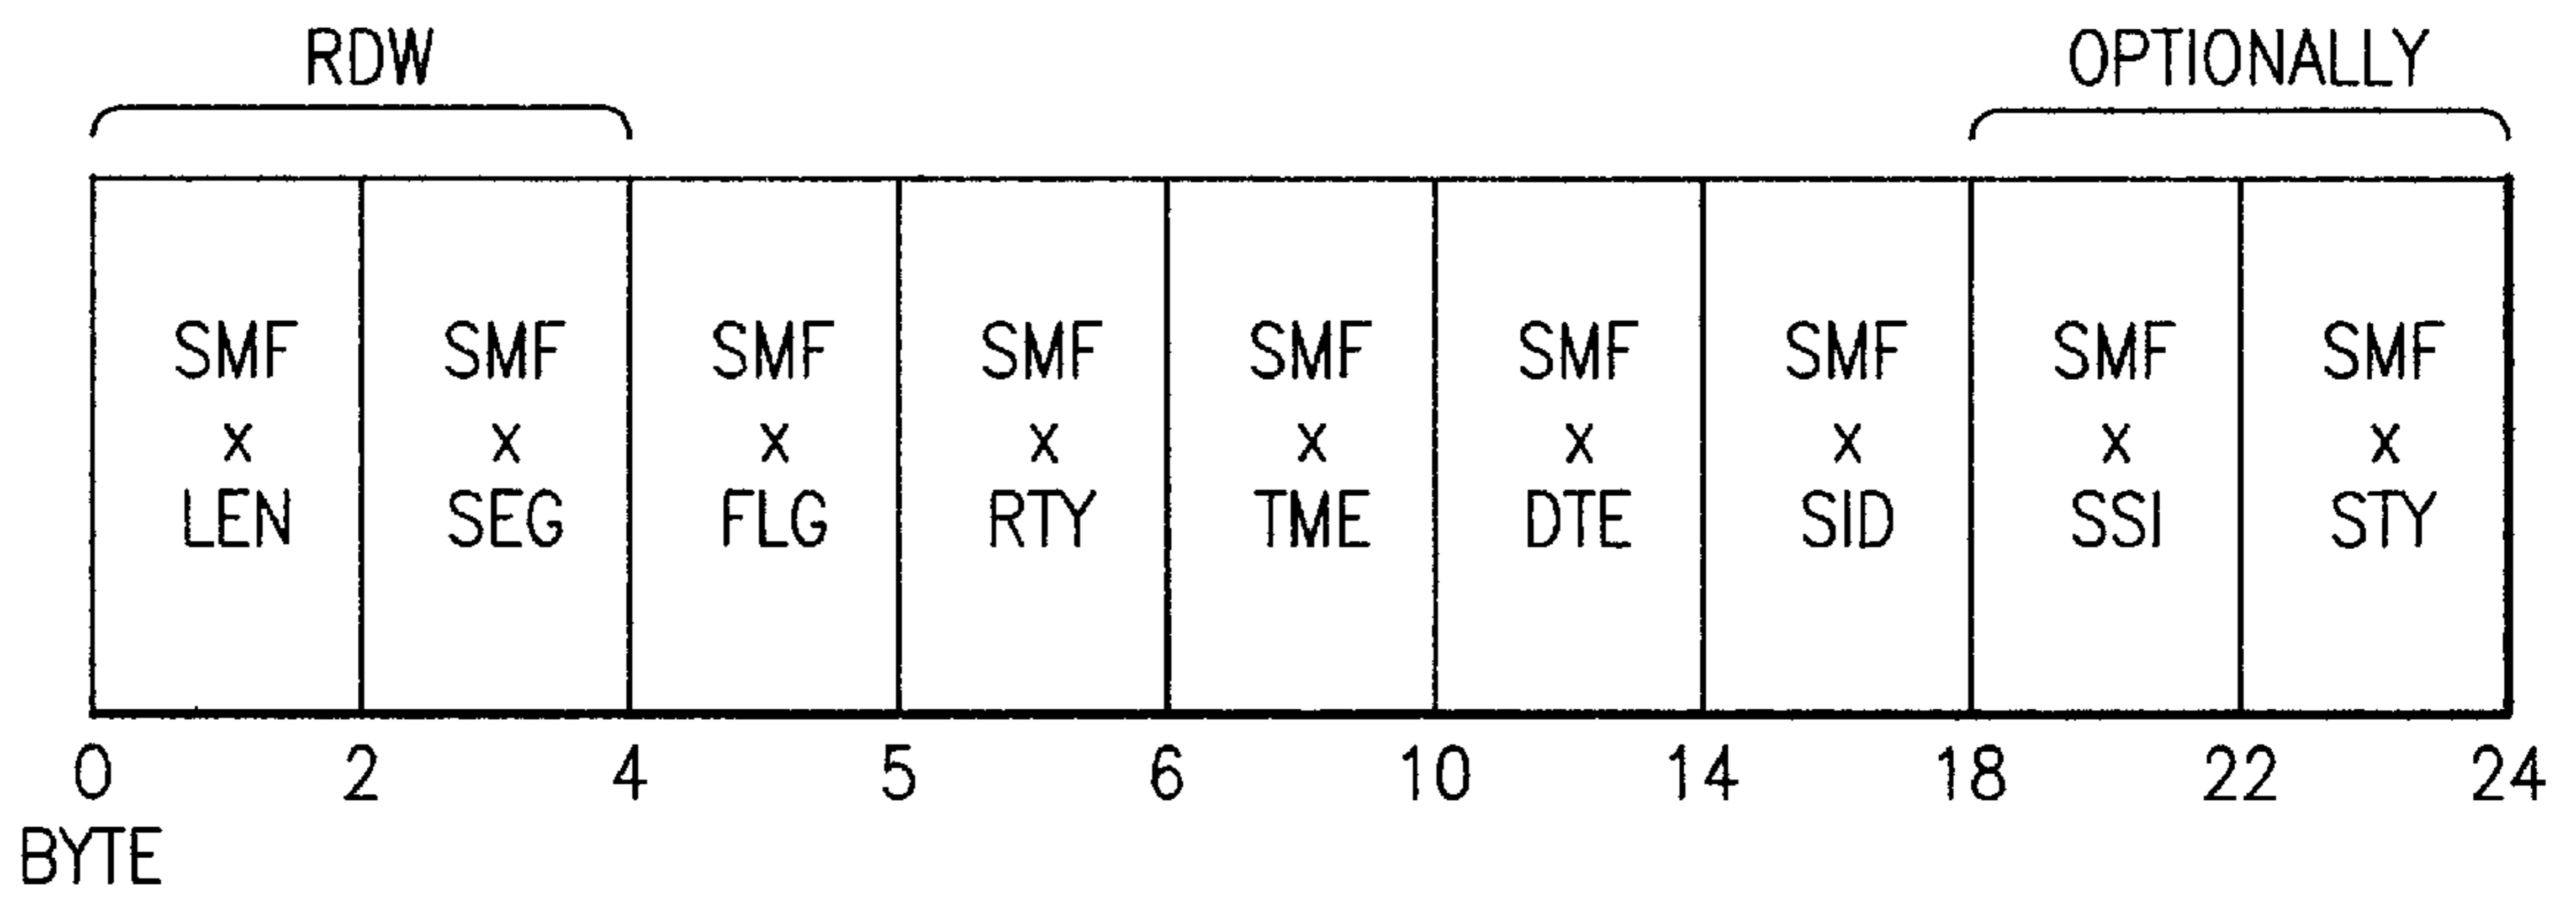 RDW OPTIONALLY
SMF SMF SMF SMF SMF SMF SMF SMF SMF
x x x x x x x x x
LEN SEG FLG RTY TME DTE SID SSI STY
0 2 4 5 6 10 14 18 22 24
BYTE